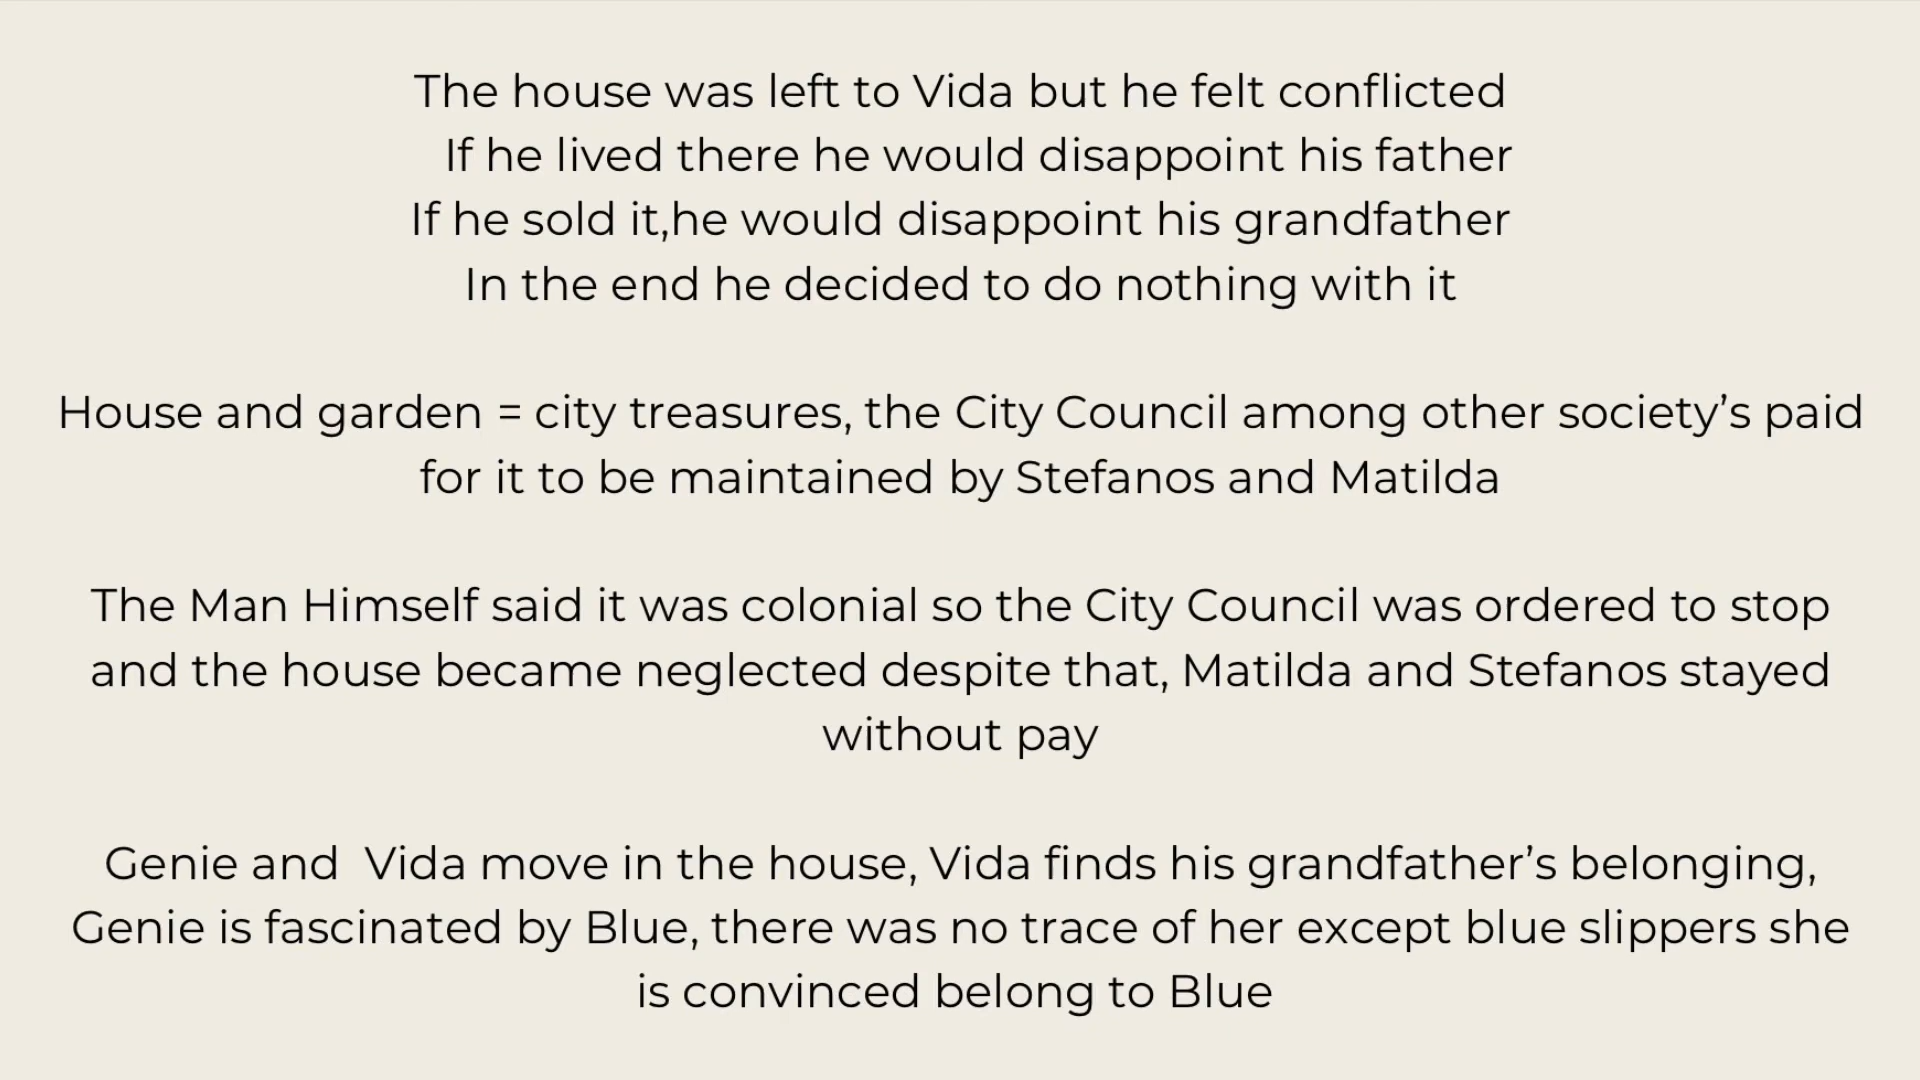 The house was left to Vida but he felt conflicted
If he lived there he would disappoint his father
If he sold it,he would disappoint his grandfather
In the end he decided to do nothing with it
House and garden = city treasures, the City Council among other society’s paid
for it to be maintained by Stefanos and Matilda
The Man Himself said it was colonial so the City Council was ordered to stop
and the house became neglected despite that, Matilda and Stefanos stayed
without pay
Genie and  Vida move in the house, Vida finds his grandfather’s belonging,
Genie is fascinated by Blue, there was no trace of her except blue slippers she
is convinced belong to Blue